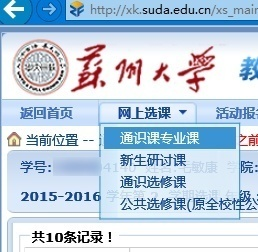 http://xk.suda.edu.cn/xs_mai
蘇州大學 教
返回首页 网上选课 活动报
当前位置 -- 
通识课专业课
新生研讨课
通识选修课
公共选修课(原全校性公
学号:
2015-2016
共10条记录！